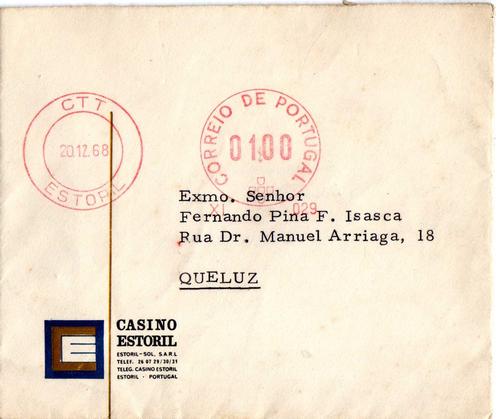 CTT
20.12.68
ESTORIL
CORREIO DE PORTUGAL
01.00
029
Exmo. Senhor
Fernando Pina F. Isasca
Rua Dr. Manuel Arriaga, 18
QUELUZ
CASINO
ESTORIL
ESTORIL-SOL, S.A.R.L
TELEF. 26 07 29/30/31
TELEG. CASINO ESTORIL
ESTORIL - PORTUGAL